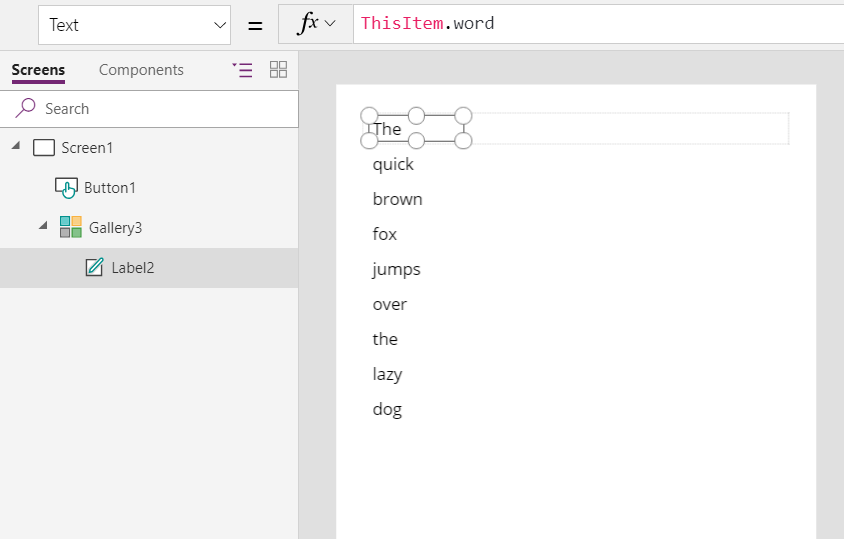 Text = fx ThisItem.word
Screens Components
Search
Screen1
Button1
Gallery3
Label2
The
quick
brown
fox
jumps
over
the
lazy
dog